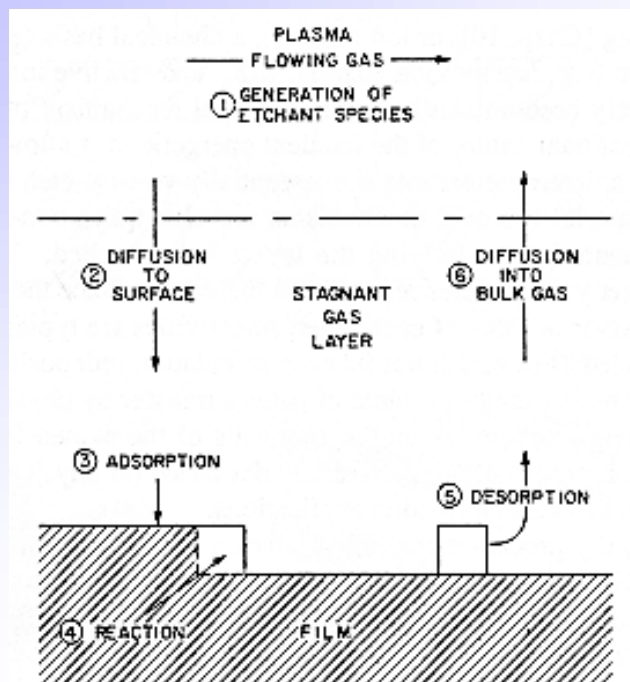 PLASMA
FLOWING GAS
① GENERATION OF
ETCHANT SPECIES
② DIFFUSION
TO
SURFACE
STAGNANT
GAS
LAYER
⑥ DIFFUSION
INTO
BULK GAS
③ ADSORPTION
⑤ DESORPTION
④ REACTION
FILM